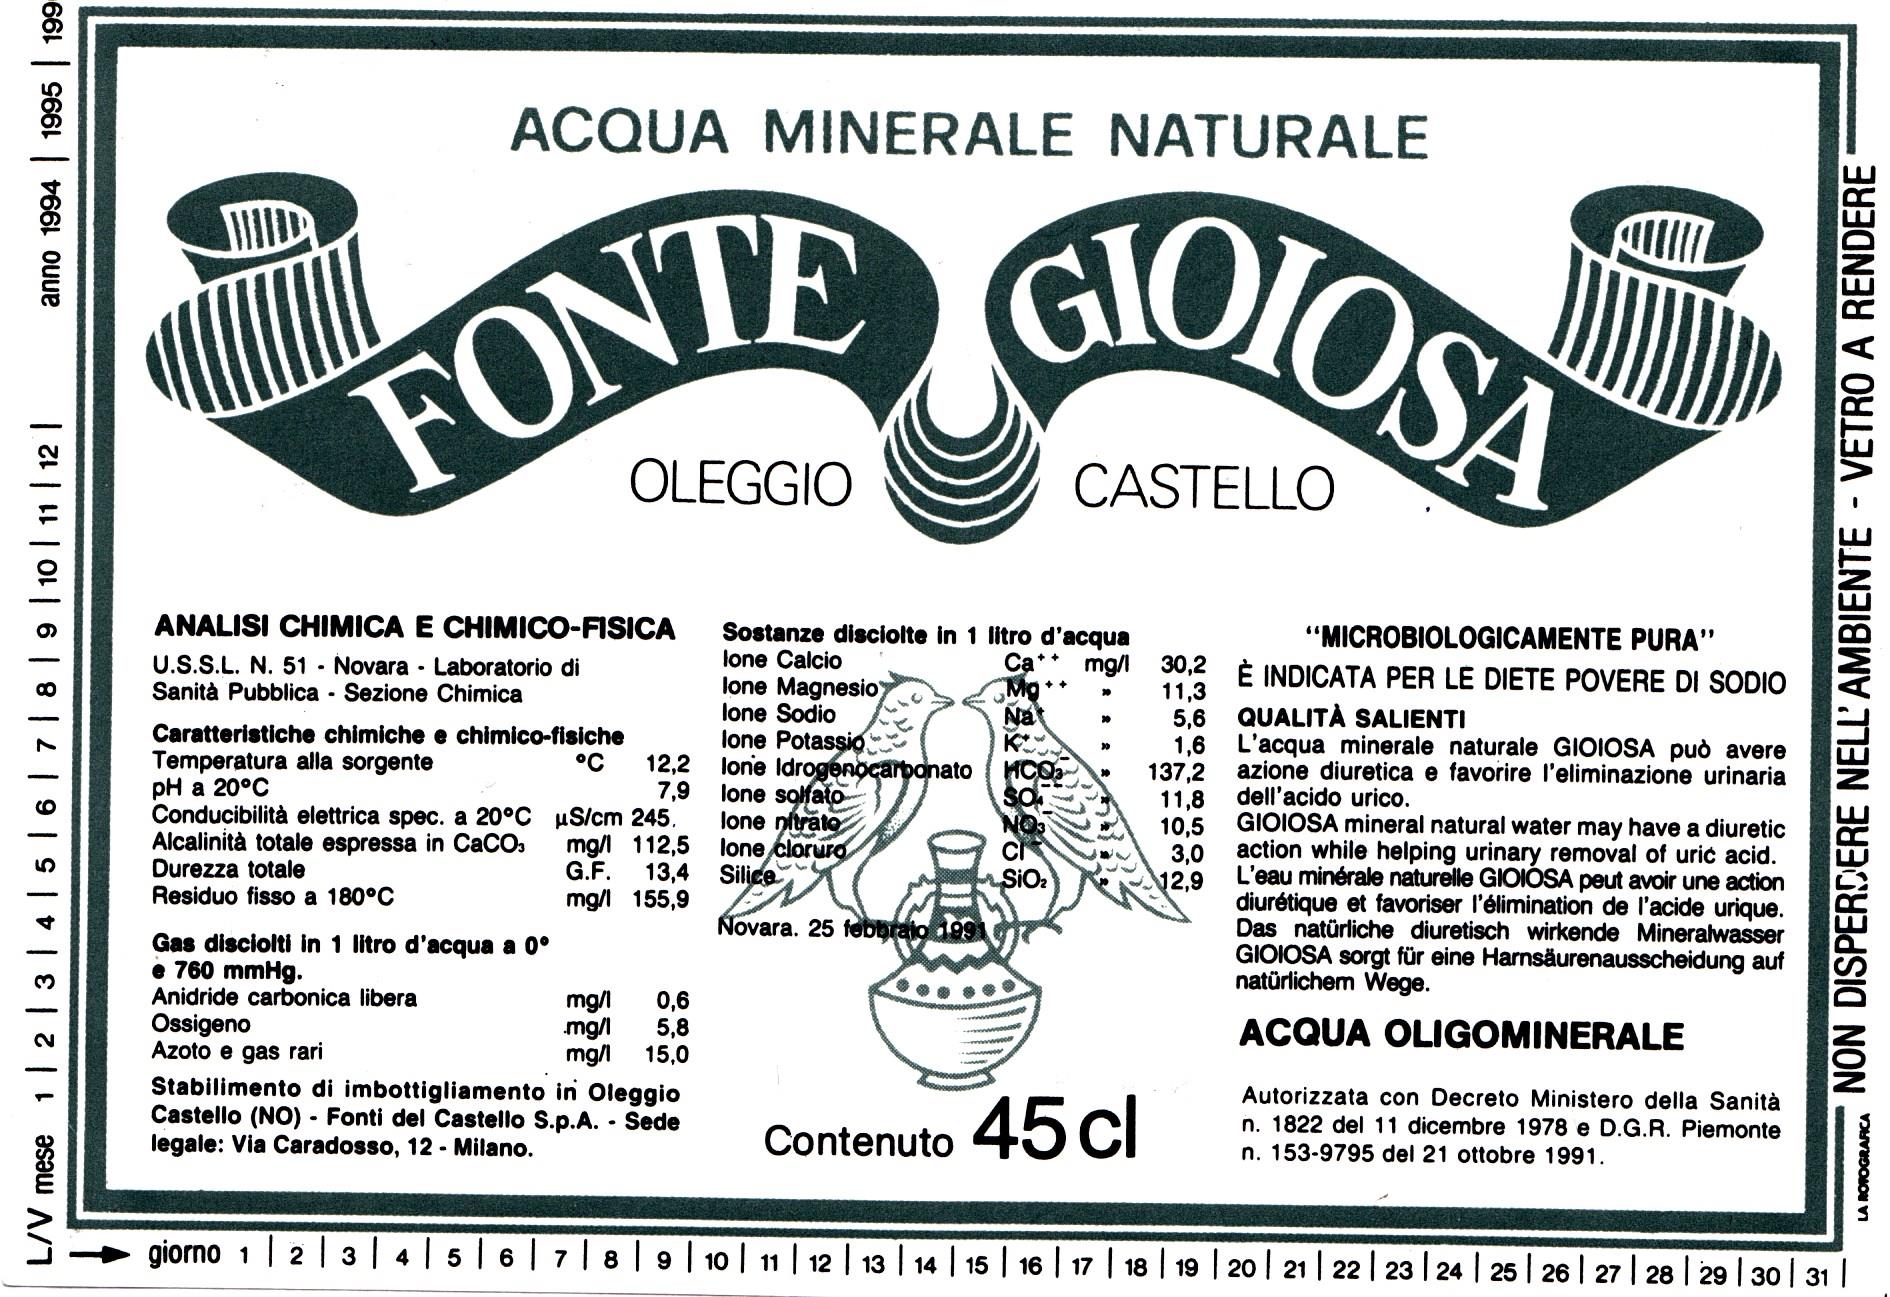 ACQUA MINERALE NATURALE
FONTE GIOIOSA
OLEGGIO CASTELLO
ANALISI CHIMICA E CHIMICO-FISICA
U.S.S.L. N. 51 - Novara - Laboratorio di
Sanità Pubblica - Sezione Chimica
Caratteristiche chimiche e chimico-fisiche
Temperatura alla sorgente °C 12,2
pH a 20°C 7,9
Conducibilità elettrica spec. a 20°C µS/cm 245.
Alcalinità totale espressa in CaCO₃ mg/l 112,5
Durezza totale G.F. 13,4
Residuo fisso a 180°C mg/l 155,9
Gas disciolti in 1 litro d'acqua a 0°
e 760 mmHg.
Anidride carbonica libera mg/l 0,6
Ossigeno mg/l 5,8
Azoto e gas rari mg/l 15,0
Stabilimento di imbottigliamento in Oleggio
Castello (NO) - Fonti del Castello S.p.A. - Sede
legale: Via Caradosso, 12 - Milano.
Sostanze disciolte in 1 litro d'acqua
Ione Calcio Ca⁺⁺ mg/l 30,2
Ione Magnesio Mg⁺⁺ » 11,3
Ione Sodio Na⁺ » 5,6
Ione Potassio K⁺ » 1,6
Ione Idrogenocarbonato HCO₃⁻ » 137,2
Ione solfato SO₄⁻⁻ » 11,8
Ione nitrato NO₃⁻ » 10,5
Ione cloruro Cl⁻ » 3,0
Silice SiO₂ » 12,9
Novara. 25 febbraio 1991
Contenuto 45 cl
"MICROBIOLOGICAMENTE PURA"
È INDICATA PER LE DIETE POVERE DI SODIO
QUALITÀ SALIENTI
L'acqua minerale naturale GIOIOSA può avere
azione diuretica e favorire l'eliminazione urinaria
dell'acido urico.
GIOIOSA mineral natural water may have a diuretic
action while helping urinary removal of uric acid.
L'eau minérale naturelle GIOIOSA peut avoir une action
diurétique et favoriser l'élimination de l'acide urique.
Das natürliche diuretisch wirkende Mineralwasser
GIOIOSA sorgt für eine Harnsäurenausscheidung auf
natürlichem Wege.
ACQUA OLIGOMINERALE
Autorizzata con Decreto Ministero della Sanità
n. 1822 del 11 dicembre 1978 e D.G.R. Piemonte
n. 153-9795 del 21 ottobre 1991.
NON DISPERDERE NELL'AMBIENTE - VETRO A RENDERE
LA ROTOGRAFICA
L/V mese 1 | 2 | 3 | 4 | 5 | 6 | 7 | 8 | 9 | 10 | 11 | 12 | anno 1994 | 1995 | 199
giorno 1 | 2 | 3 | 4 | 5 | 6 | 7 | 8 | 9 | 10 | 11 | 12 | 13 | 14 | 15 | 16 | 17 | 18 | 19 | 20 | 21 | 22 | 23 | 24 | 25 | 26 | 27 | 28 | 29 | 30 | 31 |